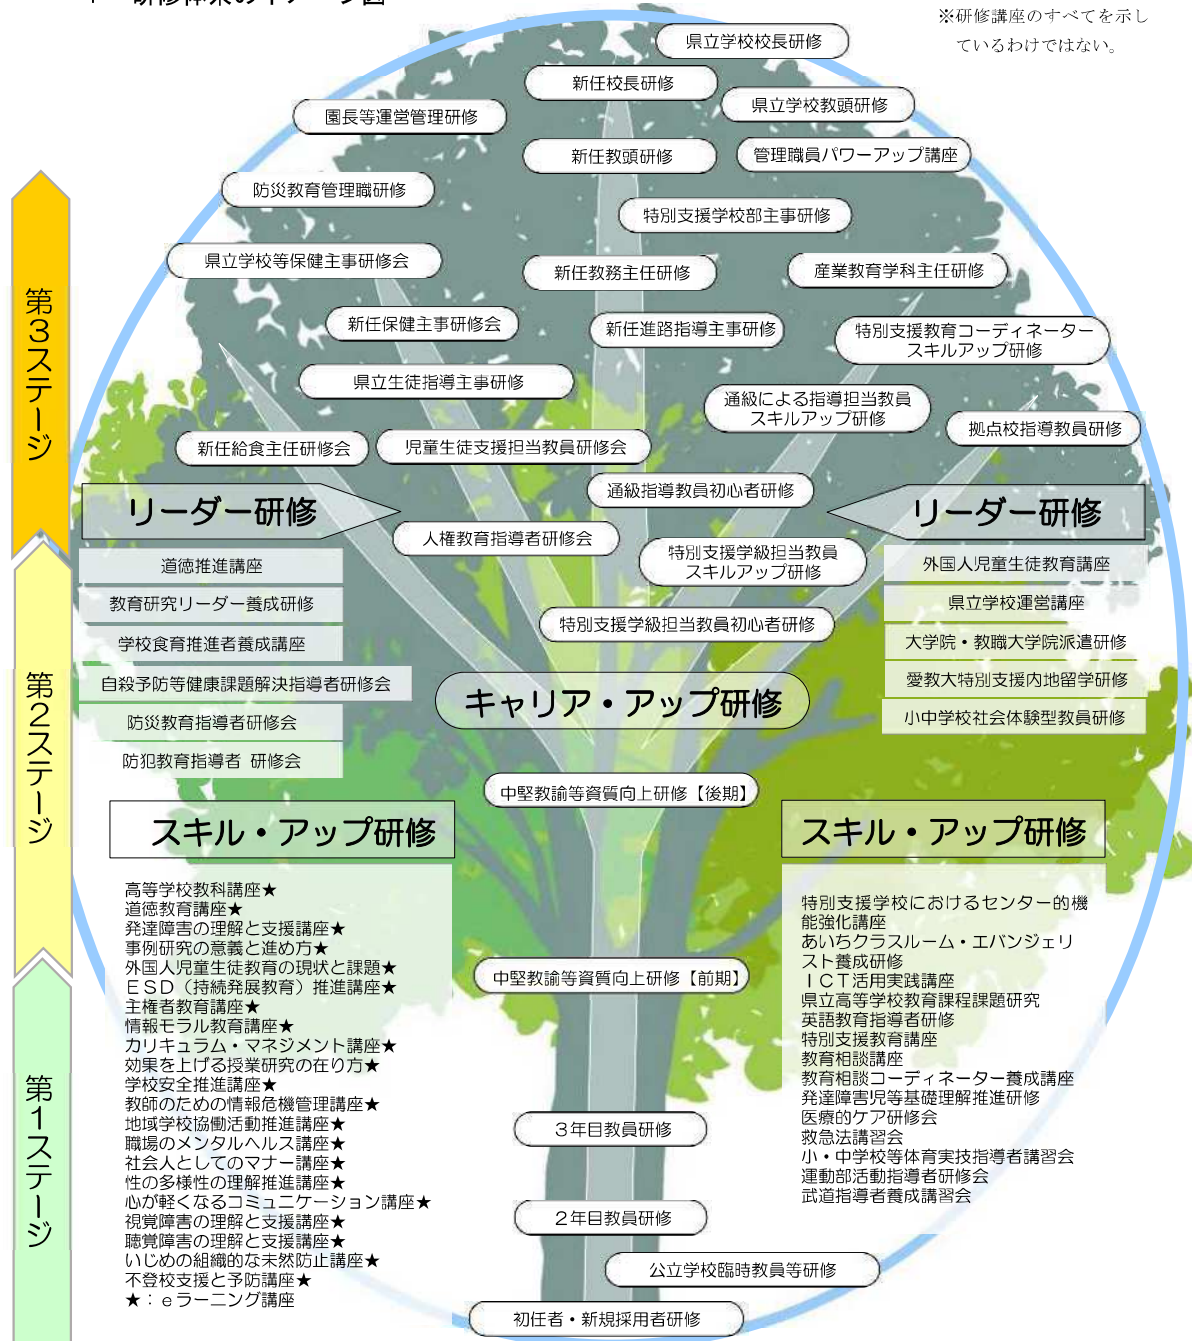 研修体系のイメージ図
※研修講座のすべてを示し
ているわけではない。
県立学校校長研修
新任校長研修
県立学校教頭研修
園長等運営管理研修
新任教頭研修
管理職員パワーアップ講座
防災教育管理職研修
特別支援学校部主事研修
県立学校等保健主事研修会
新任教務主任研修
産業教育学科主任研修
新任保健主事研修会
新任進路指導主事研修
特別支援教育コーディネーター
スキルアップ研修
県立生徒指導主事研修
通級による指導担当教員
スキルアップ研修
拠点校指導教員研修
新任給食主任研修会
児童生徒支援担当教員研修会
通級指導教員初心者研修
第3ステージ
リーダー研修
リーダー研修
人権教育指導者研修会
特別支援学級担当教員
スキルアップ研修
道徳推進講座
教育研究リーダー養成研修
学校食育推進者養成講座
自殺予防等健康課題解決指導者研修会
防災教育指導者研修会
防犯教育指導者 研修会
外国人児童生徒教育講座
県立学校運営講座
大学院・教職大学院派遣研修
愛教大特別支援内地留学研修
小中学校社会体験型教員研修
特別支援学級担当教員初心者研修
キャリア・アップ研修
第2ステージ
中堅教諭等資質向上研修【後期】
スキル・アップ研修
高等学校教科講座★
道徳教育講座★
発達障害の理解と支援講座★
事例研究の意義と進め方★
外国人児童生徒教育の現状と課題★
ESD（持続発展教育）推進講座★
主権者教育講座★
情報モラル教育講座★
カリキュラム・マネジメント講座★
効果を上げる授業研究の在り方★
学校安全推進講座★
教師のための情報危機管理講座★
地域学校協働活動推進講座★
職場のメンタルヘルス講座★
社会人としてのマナー講座★
性の多様性の理解推進講座★
心が軽くなるコミュニケーション講座★
視覚障害の理解と支援講座★
聴覚障害の理解と支援講座★
いじめの組織的な未然防止講座★
不登校支援と予防講座★
★：eラーニング講座
スキル・アップ研修
特別支援学校におけるセンター的機
能強化講座
あいちクラスルーム・エバンジェリ
スト養成研修
ICT活用実践講座
県立高等学校教育課程課題研究
英語教育指導者研修
特別支援教育講座
教育相談講座
教育相談コーディネーター養成講座
発達障害児等基礎理解推進研修
医療的ケア研修会
救急法講習会
小・中学校等体育実技指導者講習会
運動部活動指導者研修会
武道指導者養成講習会
中堅教諭等資質向上研修【前期】
第1ステージ
3年目教員研修
2年目教員研修
公立学校臨時教員等研修
初任者・新規採用者研修